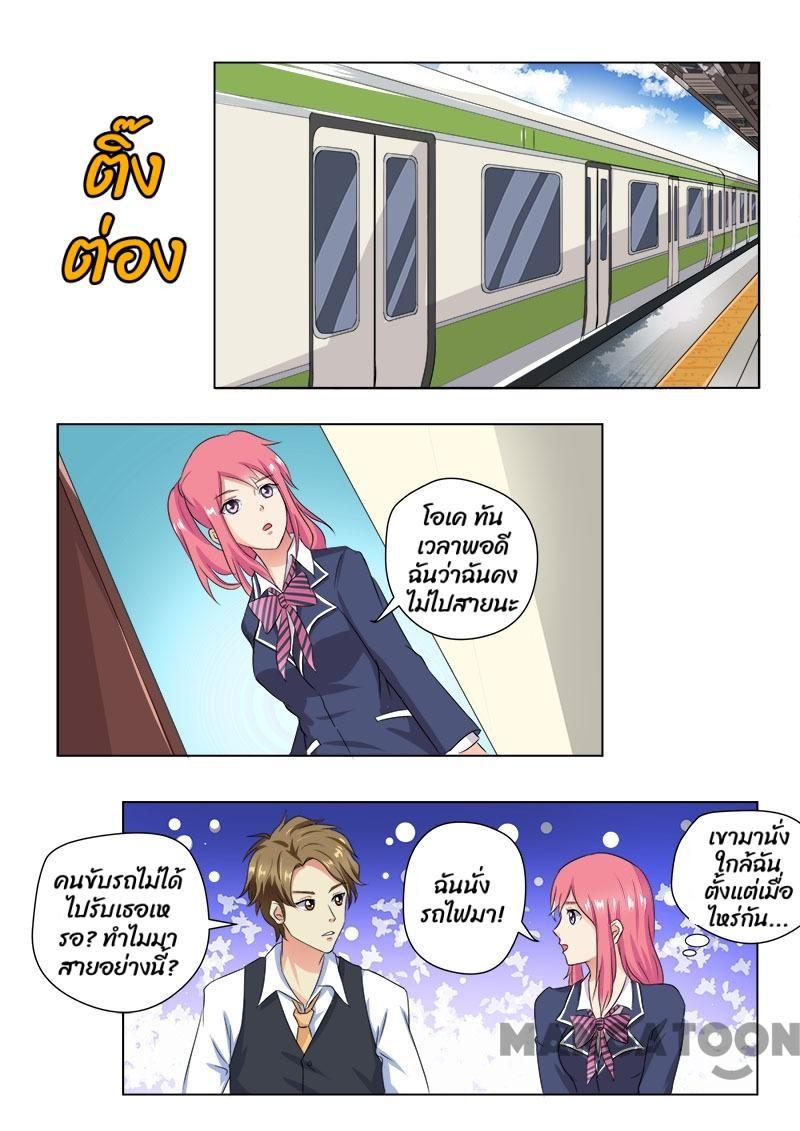 ติ๊ง
ต่อง
โอเค ทัน
เวลาพอดี
ฉันว่าฉันคง
ไม่ไปสายนะ
คนขับรถไม่ได้
ไปรับเธอเห
รอ? ทำไมมา
สายอย่างนี้?
ฉันนั่ง
รถไฟมา!
เขามานั่ง
ใกล้ฉัน
ตั้งแต่เมื่อ
ไหร่กัน...
MANGATOON